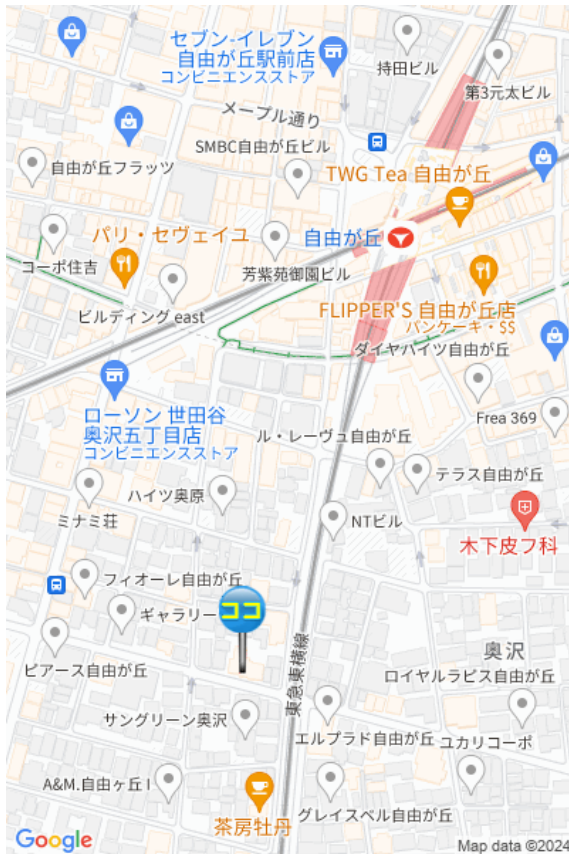 セブン-イレブン
自由が丘駅前店
コンビニエンスストア
持田ビル
第3元太ビル
メープル通り
SMBC自由が丘ビル
自由が丘フラッツ
TWG Tea 自由が丘
パリ・セヴェイユ
自由が丘
コーポ住吉
芳紫苑御園ビル
ビルディング east
FLIPPER'S 自由が丘店
パンケーキ・$$
ダイヤハイツ自由が丘
ローソン 世田谷
奥沢五丁目店
コンビニエンスストア
Frea 369
ル・レーヴュ自由が丘
テラス自由が丘
ハイツ奥原
ミナミ荘
NTビル
木下皮フ科
フィオーレ自由が丘
ココ
ギャラリー
東急東横線
奥沢
ピアース自由が丘
ロイヤルラピス自由が丘
サングリーン奥沢
エルプラド自由が丘
ユカリコーポ
A&M.自由ヶ丘 I
茶房牡丹
グレイスベル自由が丘
Google
Map data ©2024